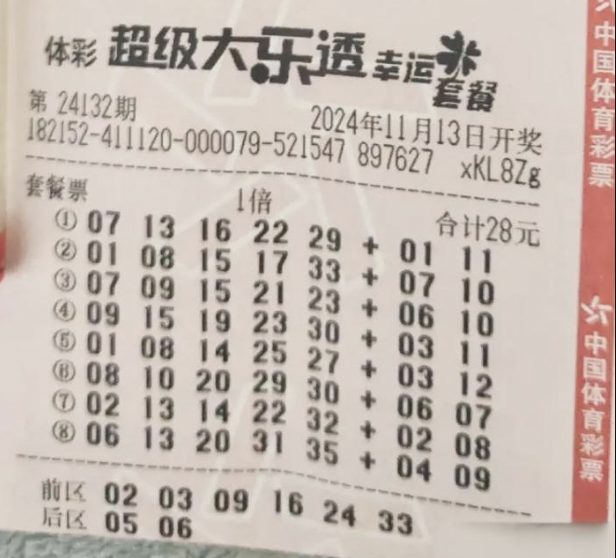 体彩 超级大乐透幸运套餐
第 24132期 2024年11月13日开奖
182152-411120-000079-521547 897627 xKL8Zg
套餐票 1倍 合计28元
① 07 13 16 22 29 + 01 11
② 01 08 15 17 33 + 07 10
③ 07 09 15 21 23 + 06 10
④ 09 15 19 23 30 + 03 11
⑤ 01 08 14 25 27 + 03 12
⑥ 08 10 20 29 30 + 06 07
⑦ 02 13 14 22 32 + 02 08
⑧ 06 13 20 31 35 + 04 09
前区 02 03 09 16 24 33
后区 05 06
中国体育彩票
中国体育彩票